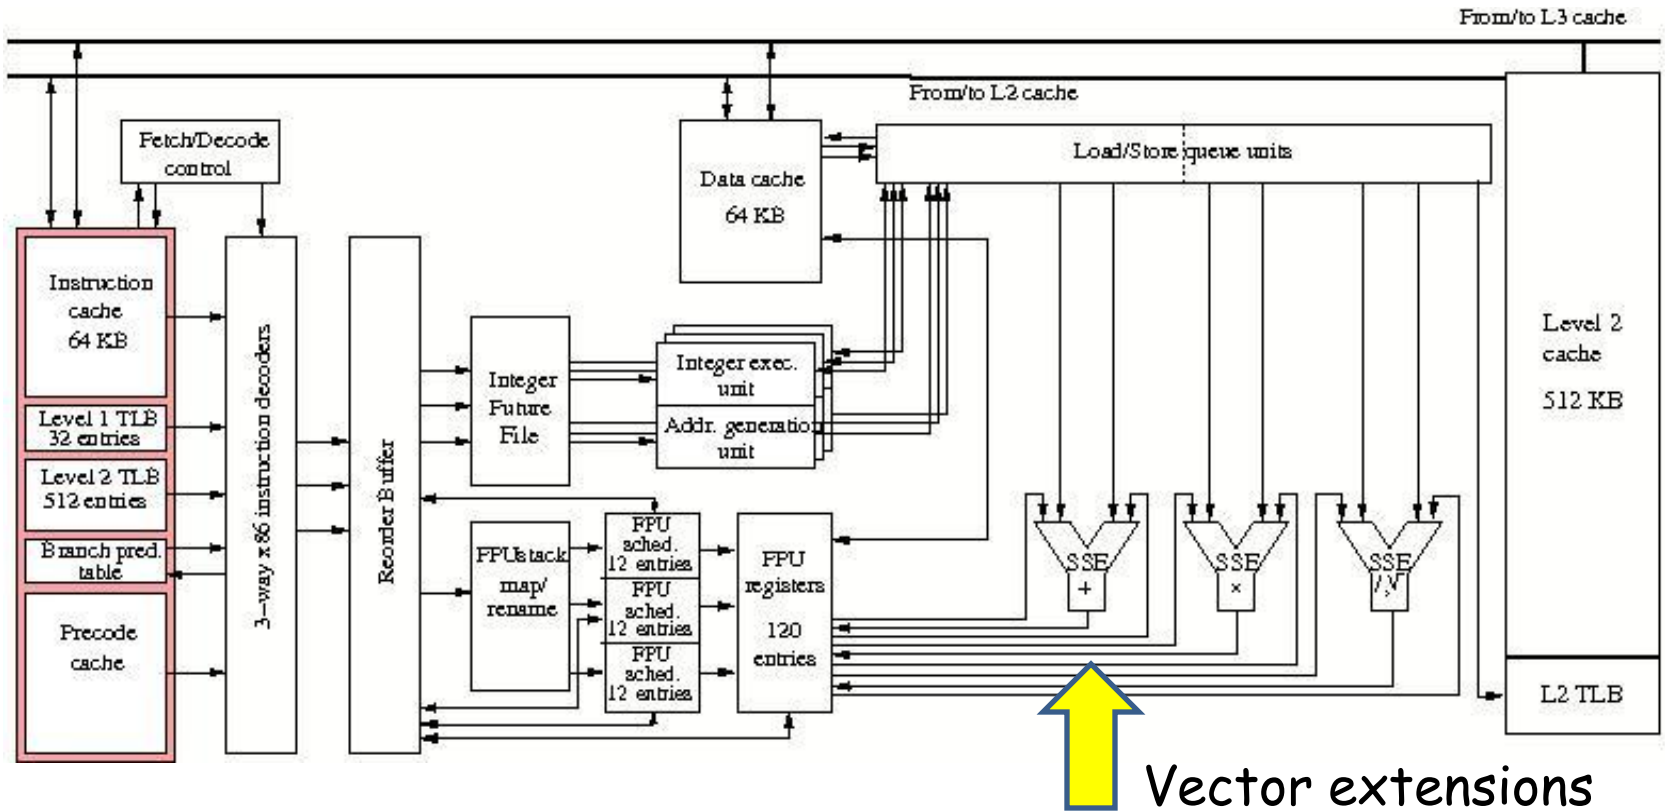 From/to L3 cache
From/to L2 cache
Fetch/Decode
control
Load/Store queue units
Data cache
64 KB
Instruction
cache
64 KB
Level 1 TLB
32 entries
Level 2 TLB
512 entries
Branch pred.
table
Precode
cache
3-way x86 instruction decoders
Reorder Buffer
Integer
Future
File
Integer exec.
unit
Addr. generation
unit
FPUstack
map/
rename
FPU
sched.
12 entries
FPU
sched.
12 entries
FPU
sched.
12 entries
FPU
registers
120
entries
SSE
+
SSE
×
SSE
/,√
Level 2
cache
512 KB
L2 TLB
Vector extensions